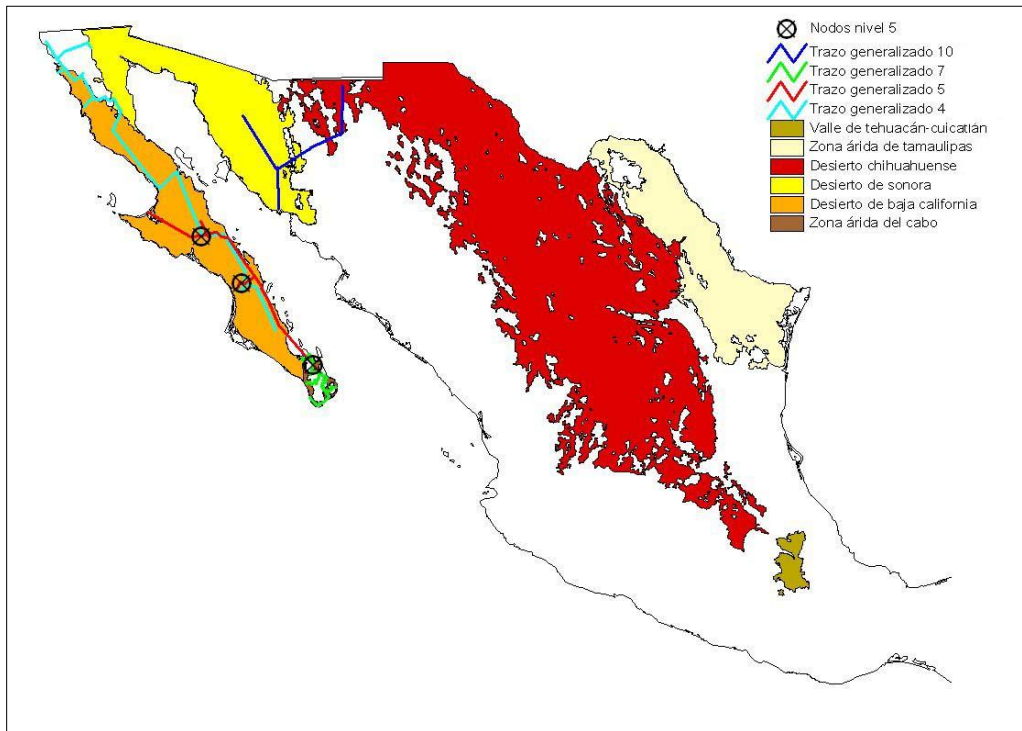 Nodos nivel 5
Trazo generalizado 10
Trazo generalizado 7
Trazo generalizado 5
Trazo generalizado 4
Valle de tehuacán-cuicatlán
Zona árida de tamaulipas
Desierto chihuahuense
Desierto de sonora
Desierto de baja california
Zona árida del cabo